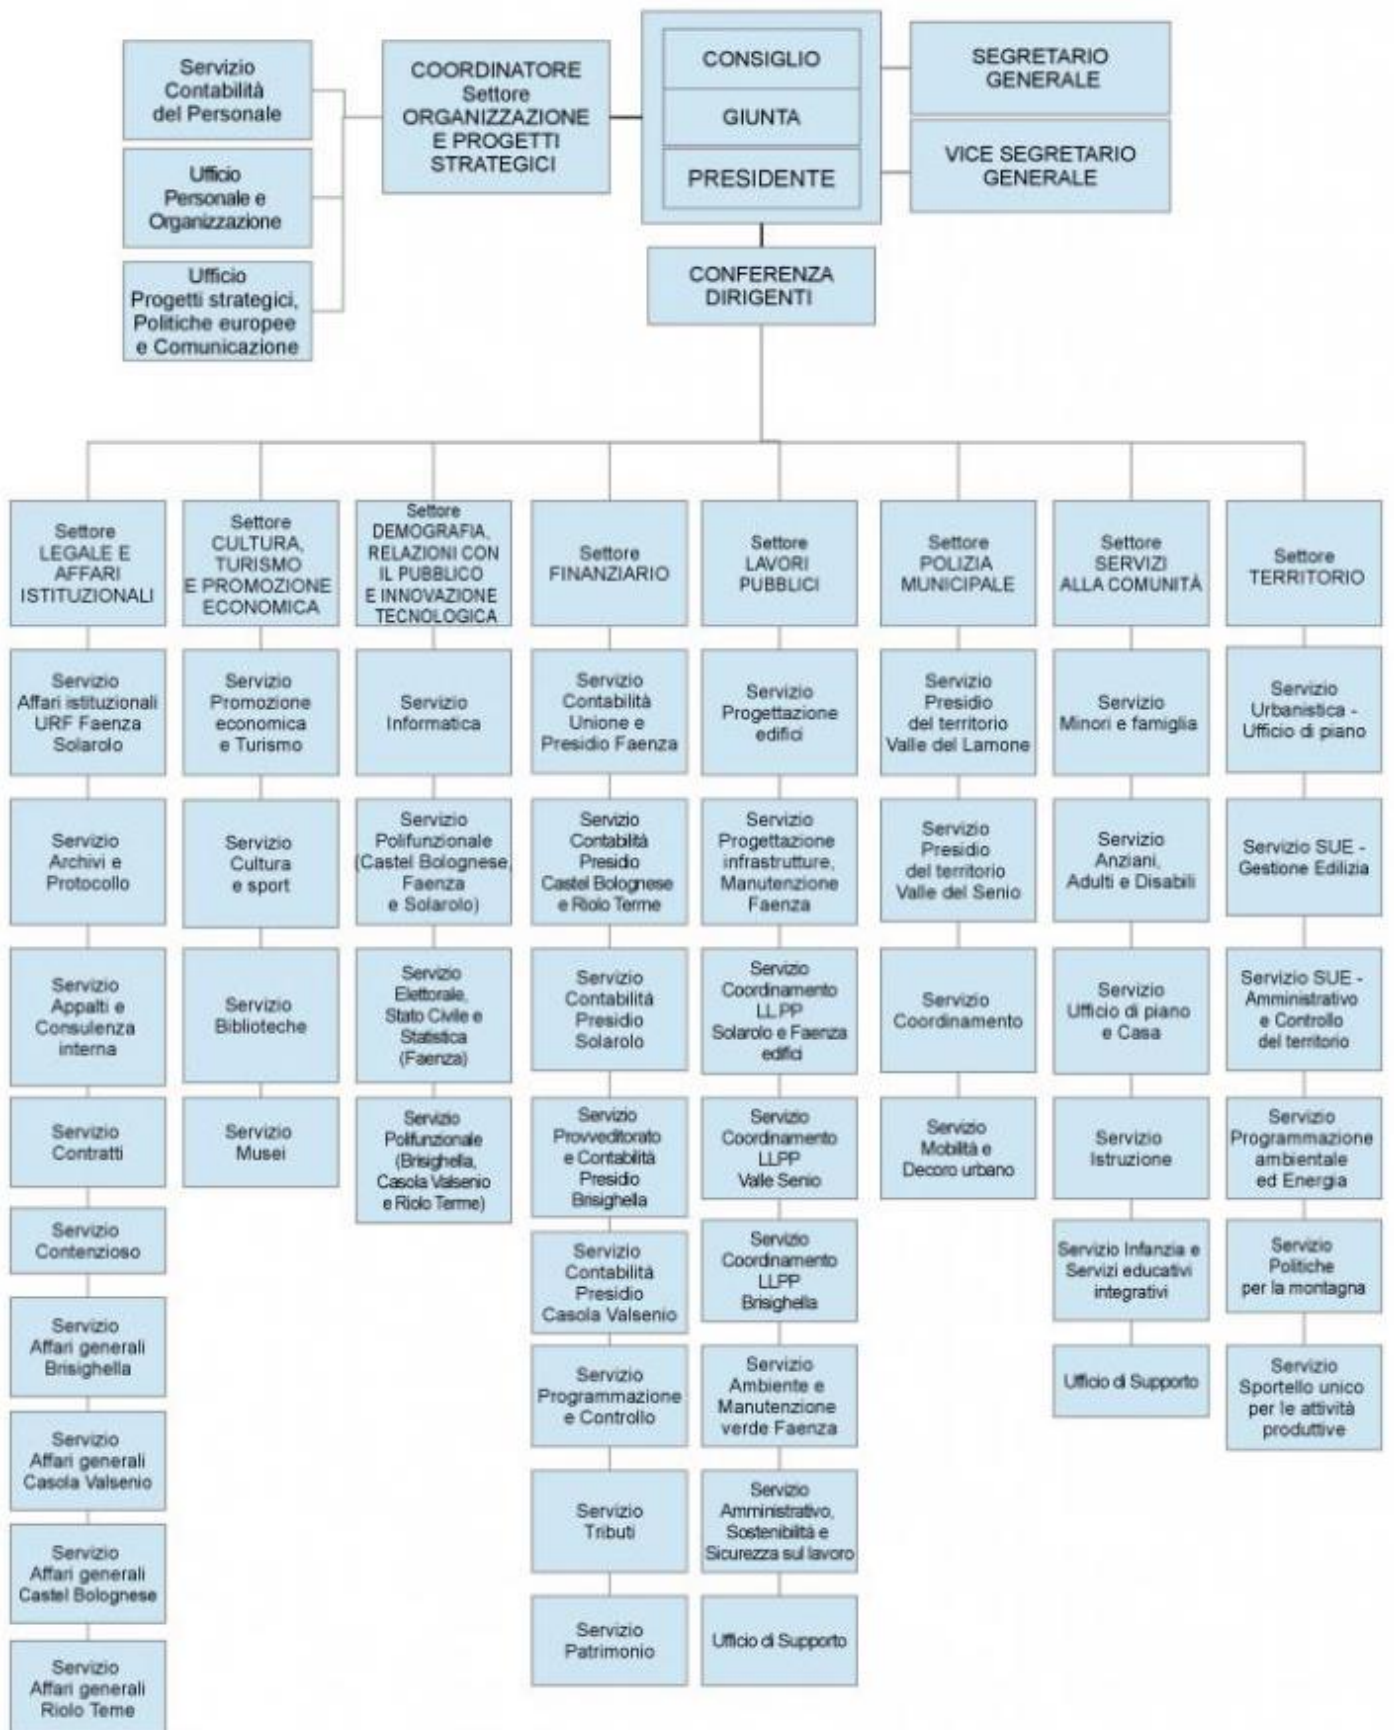 Servizio
Contabilità
del Personale
Ufficio
Personale e
Organizzazione
Ufficio
Progetti strategici,
Politiche europee
e Comunicazione
COORDINATORE
Settore
ORGANIZZAZIONE
E PROGETTI
STRATEGICI
CONSIGLIO
GIUNTA
PRESIDENTE
SEGRETARIO
GENERALE
VICE SEGRETARIO
GENERALE
CONFERENZA
DIRIGENTI
Settore
LEGALE E
AFFARI
ISTITUZIONALI
Servizio
Affari istituzionali
URF Faenza
Solarolo
Servizio
Archivi e
Protocollo
Servizio
Appalti e
Consulenza
interna
Servizio
Contratti
Servizio
Contenzioso
Servizio
Affari generali
Brisighella
Servizio
Affari generali
Casola Valsenio
Servizio
Affari generali
Castel Bolognese
Servizio
Affari generali
Riolo Teme
Settore
CULTURA,
TURISMO
E PROMOZIONE
ECONOMICA
Servizio
Promozione
economica
e Turismo
Servizio
Cultura
e sport
Servizio
Biblioteche
Servizio
Musei
Settore
DEMOGRAFIA,
RELAZIONI CON
IL PUBBLICO
E INNOVAZIONE
TECNOLOGICA
Servizio
Informatica
Servizio
Polifunzionale
(Castel Bolognese,
Faenza
e Solarolo)
Servizio
Elettorale,
Stato Civile e
Statistica
(Faenza)
Servizio
Polifunzionale
(Brisighella,
Casola Valsenio
e Riolo Terme)
Settore
FINANZIARIO
Servizio
Contabilità
Unione e
Presidio Faenza
Servizio
Contabilità
Presidio
Castel Bolognese
e Riolo Terme
Servizio
Contabilità
Presidio
Solarolo
Servizio
Provveditorato
e Contabilità
Presidio
Brisighella
Servizio
Contabilità
Presidio
Casola Valsenio
Servizio
Programmazione
e Controllo
Servizio
Tributi
Servizio
Patrimonio
Settore
LAVORI
PUBBLICI
Servizio
Progettazione
edifici
Servizio
Progettazione
infrastrutture,
Manutenzione
Faenza
Servizio
Coordinamento
LL.PP
Solarolo e Faenza
edifici
Servizio
Coordinamento
LLPP
Valle Senio
Servizio
Coordinamento
LLPP
Brisighella
Servizio
Ambiente e
Manutenzione
verde Faenza
Servizio
Amministrativo,
Sostenibilità e
Sicurezza sul lavoro
Ufficio di Supporto
Settore
POLIZIA
MUNICIPALE
Servizio
Presidio
del territorio
Valle del Lamone
Servizio
Presidio
del territorio
Valle del Senio
Servizio
Coordinamento
Servizio
Mobilità e
Decoro urbano
Settore
SERVIZI
ALLA COMUNITÀ
Servizio
Minori e famiglia
Servizio
Anziani,
Adulti e Disabili
Servizio
Ufficio di piano
e Casa
Servizio
Istruzione
Servizio Infanzia e
Servizi educativi
integrativi
Ufficio di Supporto
Settore
TERRITORIO
Servizio
Urbanistica -
Ufficio di piano
Servizio SUE -
Gestione Edilizia
Servizio SUE -
Amministrativo
e Controllo
del territorio
Servizio
Programmazione
ambientale
ed Energia
Servizio
Politiche
per la montagna
Servizio
Sportello unico
per le attività
produttive